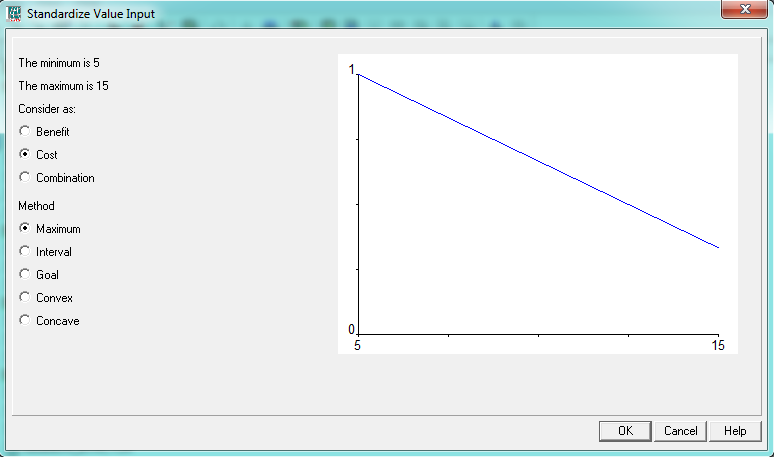 Standardize Value Input
The minimum is 5
The maximum is 15
Consider as:
Benefit
Cost
Combination
Method
Maximum
Interval
Goal
Convex
Concave
1
0
5
15
OK
Cancel
Help